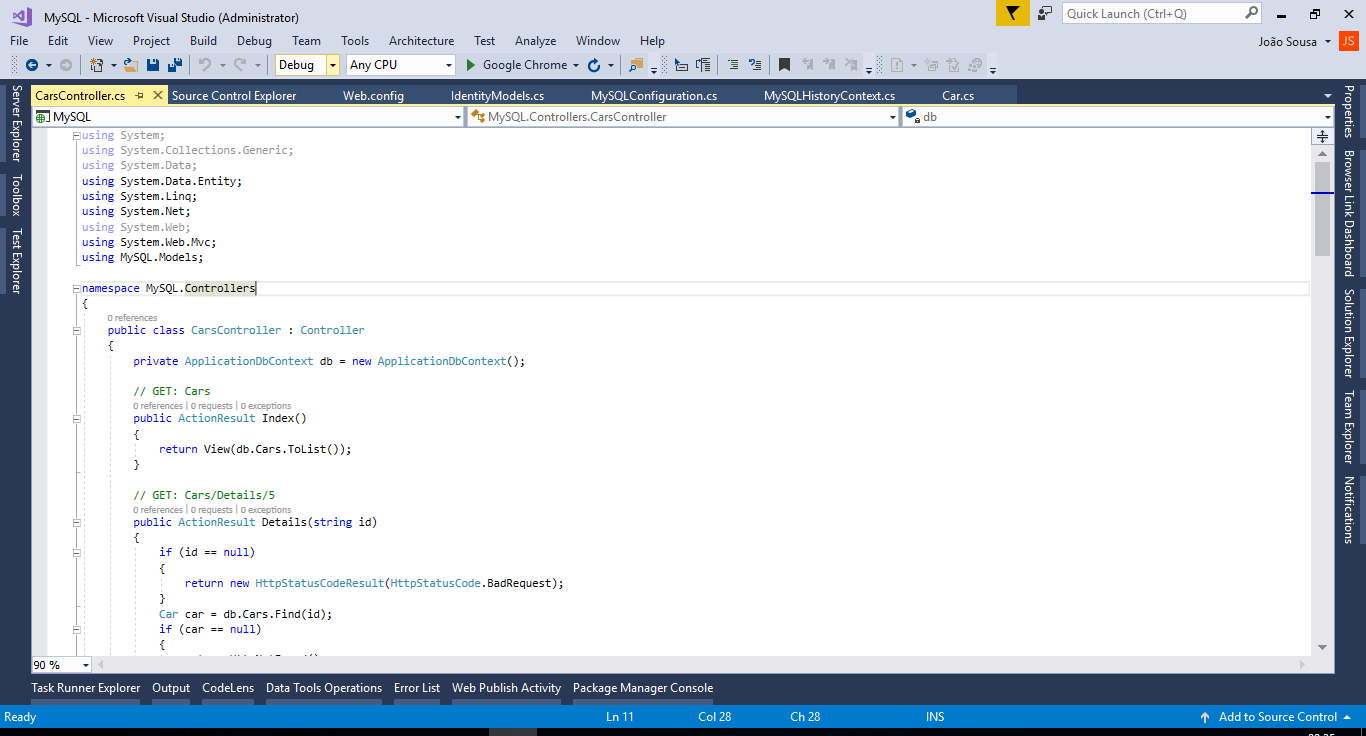 MySQL - Microsoft Visual Studio (Administrator)
Quick Launch (Ctrl+Q)
File Edit View Project Build Debug Team Tools Architecture Test Analyze Window Help
João Sousa JS
Debug Any CPU Google Chrome
CarsController.cs Source Control Explorer Web.config IdentityModels.cs MySQLConfiguration.cs MySQLHistoryContext.cs Car.cs
MySQL MySQL.Controllers.CarsController db
Server Explorer
Toolbox
Test Explorer
using System;
using System.Collections.Generic;
using System.Data;
using System.Data.Entity;
using System.Linq;
using System.Net;
using System.Web;
using System.Web.Mvc;
using MySQL.Models;
namespace MySQL.Controllers
{
0 references
public class CarsController : Controller
{
private ApplicationDbContext db = new ApplicationDbContext();
// GET: Cars
0 references | 0 requests | 0 exceptions
public ActionResult Index()
{
return View(db.Cars.ToList());
}
// GET: Cars/Details/5
0 references | 0 requests | 0 exceptions
public ActionResult Details(string id)
{
if (id == null)
{
return new HttpStatusCodeResult(HttpStatusCode.BadRequest);
}
Car car = db.Cars.Find(id);
if (car == null)
{
Properties
Browser Link Dashboard
Solution Explorer
Team Explorer
Notifications
90 %
Task Runner Explorer Output CodeLens Data Tools Operations Error List Web Publish Activity Package Manager Console
Ready Ln 11 Col 28 Ch 28 INS Add to Source Control